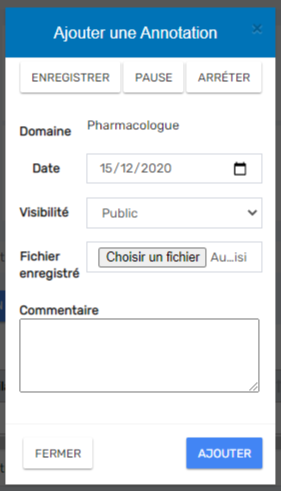 Ajouter une Annotation ×
ENREGISTRER PAUSE ARRÉTER
Domaine Pharmacologue
Date 15/12/2020
Visibilité Public
Fichier enregistré Choisir un fichier Au…isi
Commentaire
FERMER AJOUTER